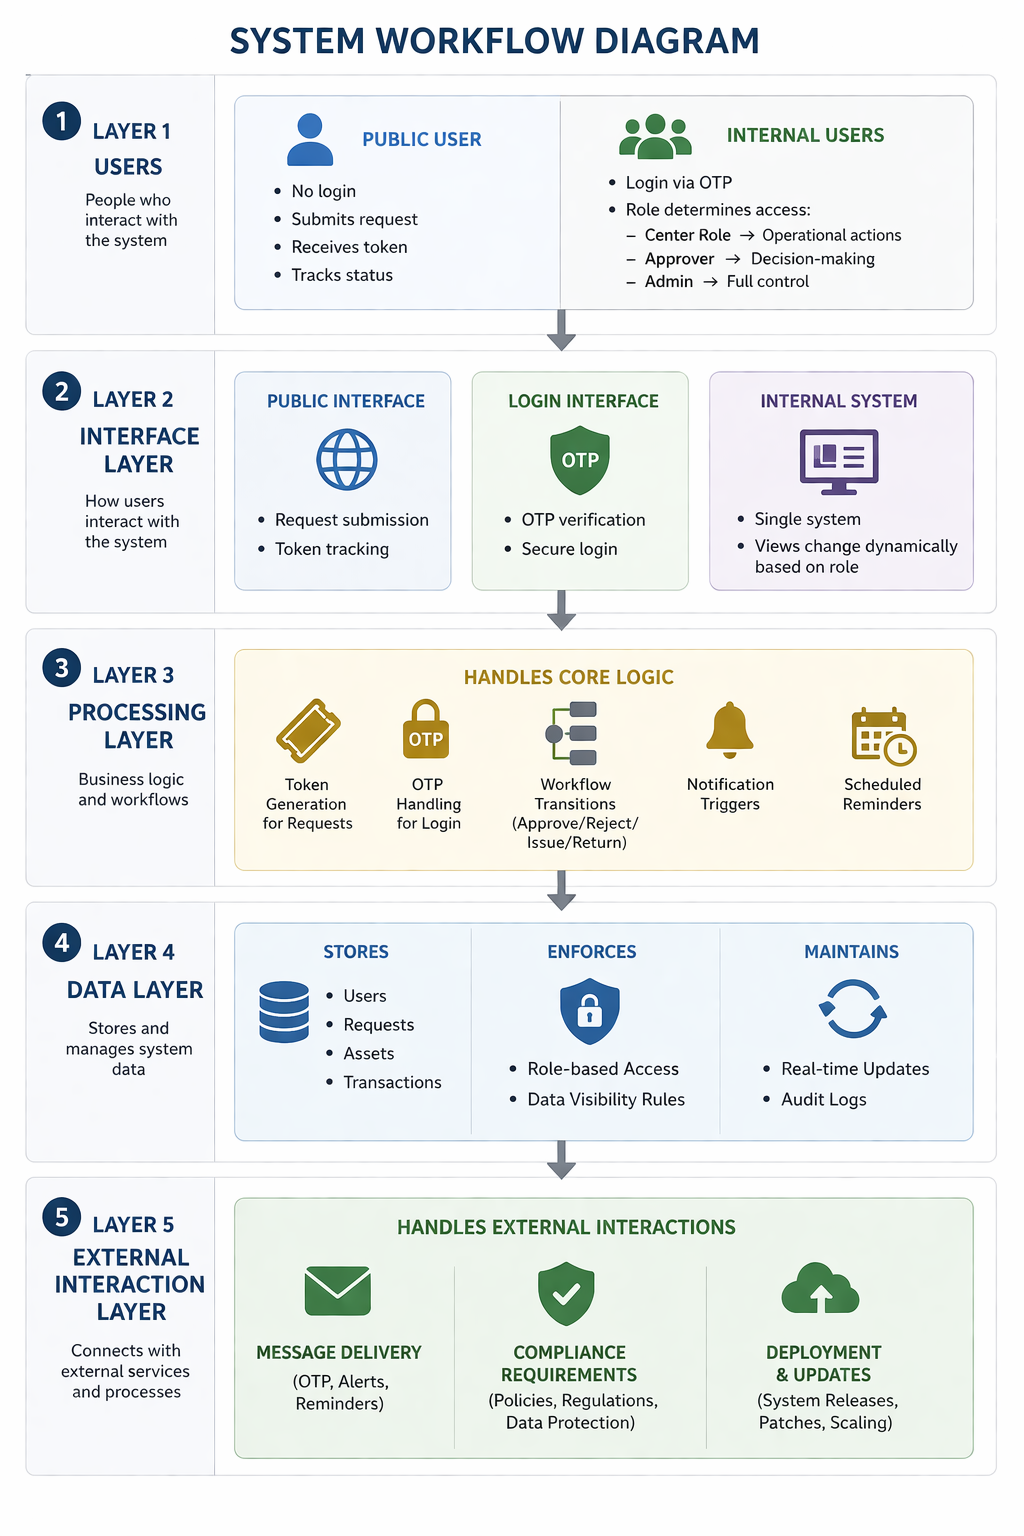 SYSTEM WORKFLOW DIAGRAM
1
LAYER 1
USERS
People who
interact with
the system
PUBLIC USER
• No login
• Submits request
• Receives token
• Tracks status
INTERNAL USERS
• Login via OTP
• Role determines access:
– Center Role → Operational actions
– Approver → Decision-making
– Admin → Full control
2
LAYER 2
INTERFACE
LAYER
How users
interact with
the system
PUBLIC INTERFACE
• Request submission
• Token tracking
LOGIN INTERFACE
OTP
• OTP verification
• Secure login
INTERNAL SYSTEM
• Single system
• Views change dynamically
based on role
3
LAYER 3
PROCESSING
LAYER
Business logic
and workflows
HANDLES CORE LOGIC
Token
Generation
for Requests
OTP
OTP
Handling
for Login
Workflow
Transitions
(Approve/Reject/
Issue/Return)
Notification
Triggers
Scheduled
Reminders
4
LAYER 4
DATA LAYER
Stores and
manages system
data
STORES
• Users
• Requests
• Assets
• Transactions
ENFORCES
• Role-based Access
• Data Visibility Rules
MAINTAINS
• Real-time Updates
• Audit Logs
5
LAYER 5
EXTERNAL
INTERACTION
LAYER
Connects with
external services
and processes
HANDLES EXTERNAL INTERACTIONS
MESSAGE DELIVERY
(OTP, Alerts,
Reminders)
COMPLIANCE
REQUIREMENTS
(Policies, Regulations,
Data Protection)
DEPLOYMENT
& UPDATES
(System Releases,
Patches, Scaling)